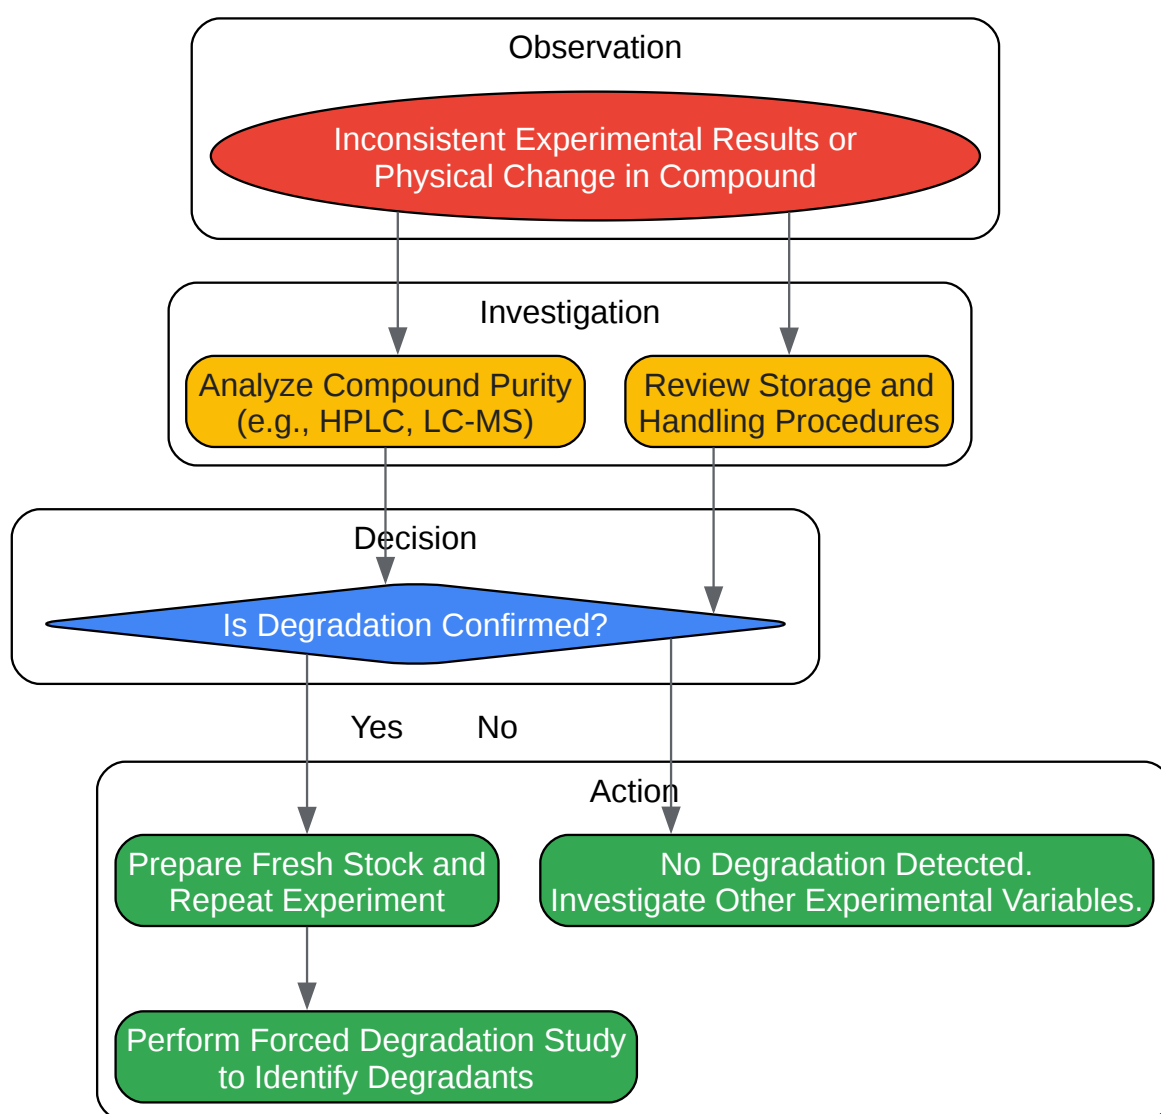 Observation
Inconsistent Experimental Results or
Physical Change in Compound
Investigation
Analyze Compound Purity
(e.g., HPLC, LC-MS)
Review Storage and
Handling Procedures
Decision
Is Degradation Confirmed?
Yes
No
Action
Prepare Fresh Stock and
Repeat Experiment
No Degradation Detected.
Investigate Other Experimental Variables.
Perform Forced Degradation Study
to Identify Degradants